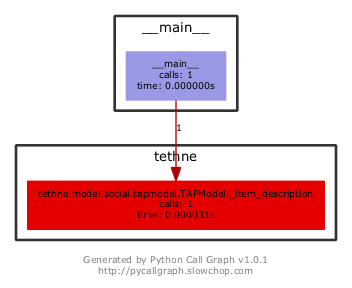 __main__
__main__
calls: 1
time: 0.000000s
1
tethne
tethne.model.social.tapmodel.TAPModel._item_description
calls: 1
time: 0.000031s
Generated by Python Call Graph v1.0.1
http://pycallgraph.slowchop.com